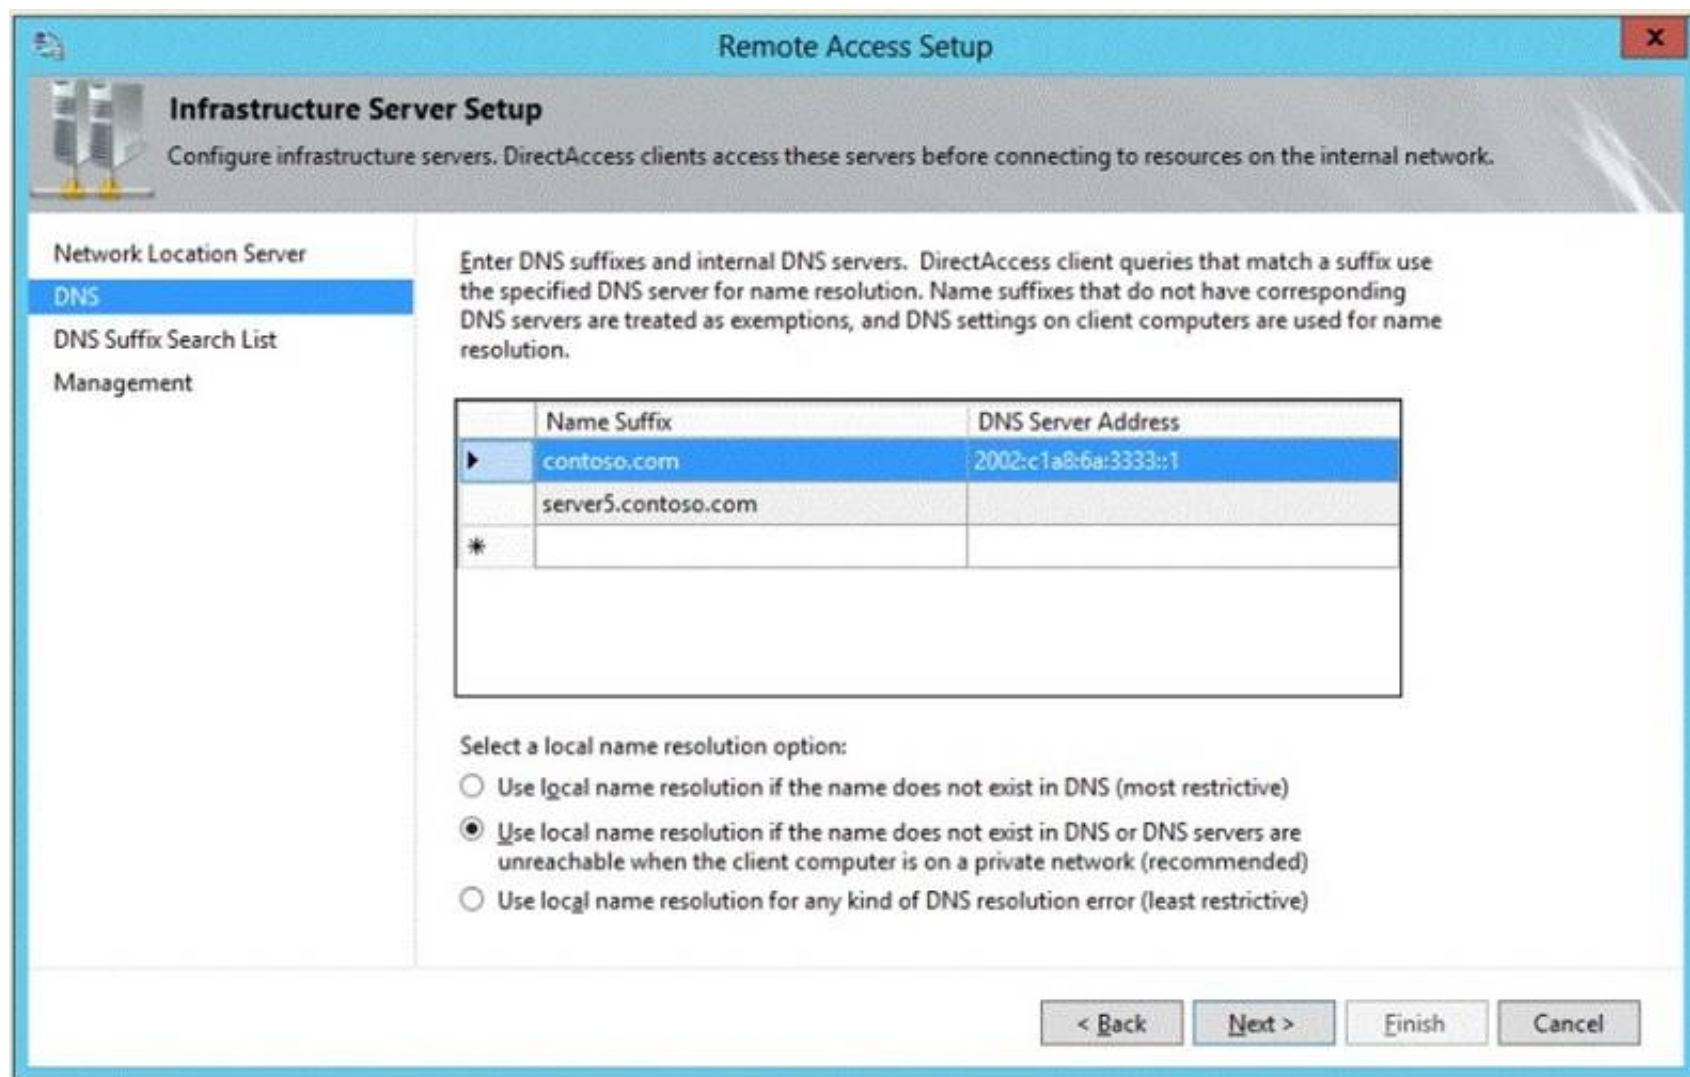 Remote Access Setup
x
Infrastructure Server Setup
Configure infrastructure servers. DirectAccess clients access these servers before connecting to resources on the internal network.
Network Location Server
DNS
DNS Suffix Search List
Management
Enter DNS suffixes and internal DNS servers. DirectAccess client queries that match a suffix use
the specified DNS server for name resolution. Name suffixes that do not have corresponding
DNS servers are treated as exemptions, and DNS settings on client computers are used for name
resolution.
Name Suffix DNS Server Address
contoso.com 2002:c1a8:6a:3333::1
server5.contoso.com
*
Select a local name resolution option:
Use local name resolution if the name does not exist in DNS (most restrictive)
Use local name resolution if the name does not exist in DNS or DNS servers are
unreachable when the client computer is on a private network (recommended)
Use local name resolution for any kind of DNS resolution error (least restrictive)
< Back Next > Finish Cancel